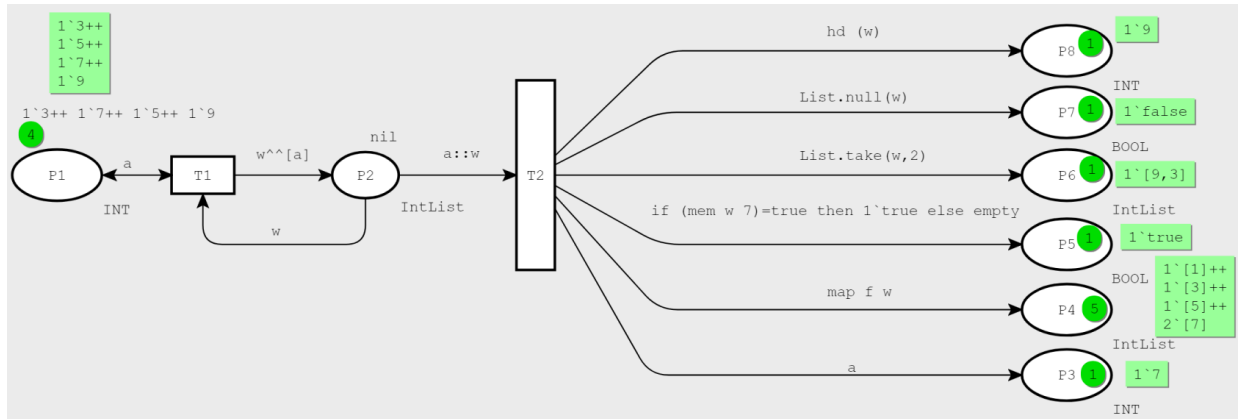 1`3++
1`5++
1`7++
1`9
1`3++ 1`7++ 1`5++ 1`9
4
P1
INT
a
T1
w^^[a]
w
nil
P2
IntList
a::w
T2
hd (w)
P8
1
1`9
INT
List.null(w)
P7
1
1`false
BOOL
List.take(w,2)
P6
1
1`[9,3]
IntList
if (mem w 7)=true then 1`true else empty
P5
1
1`true
BOOL
map f w
P4
5
1`[1]++
1`[3]++
1`[5]++
2`[7]
IntList
a
P3
1
1`7
INT